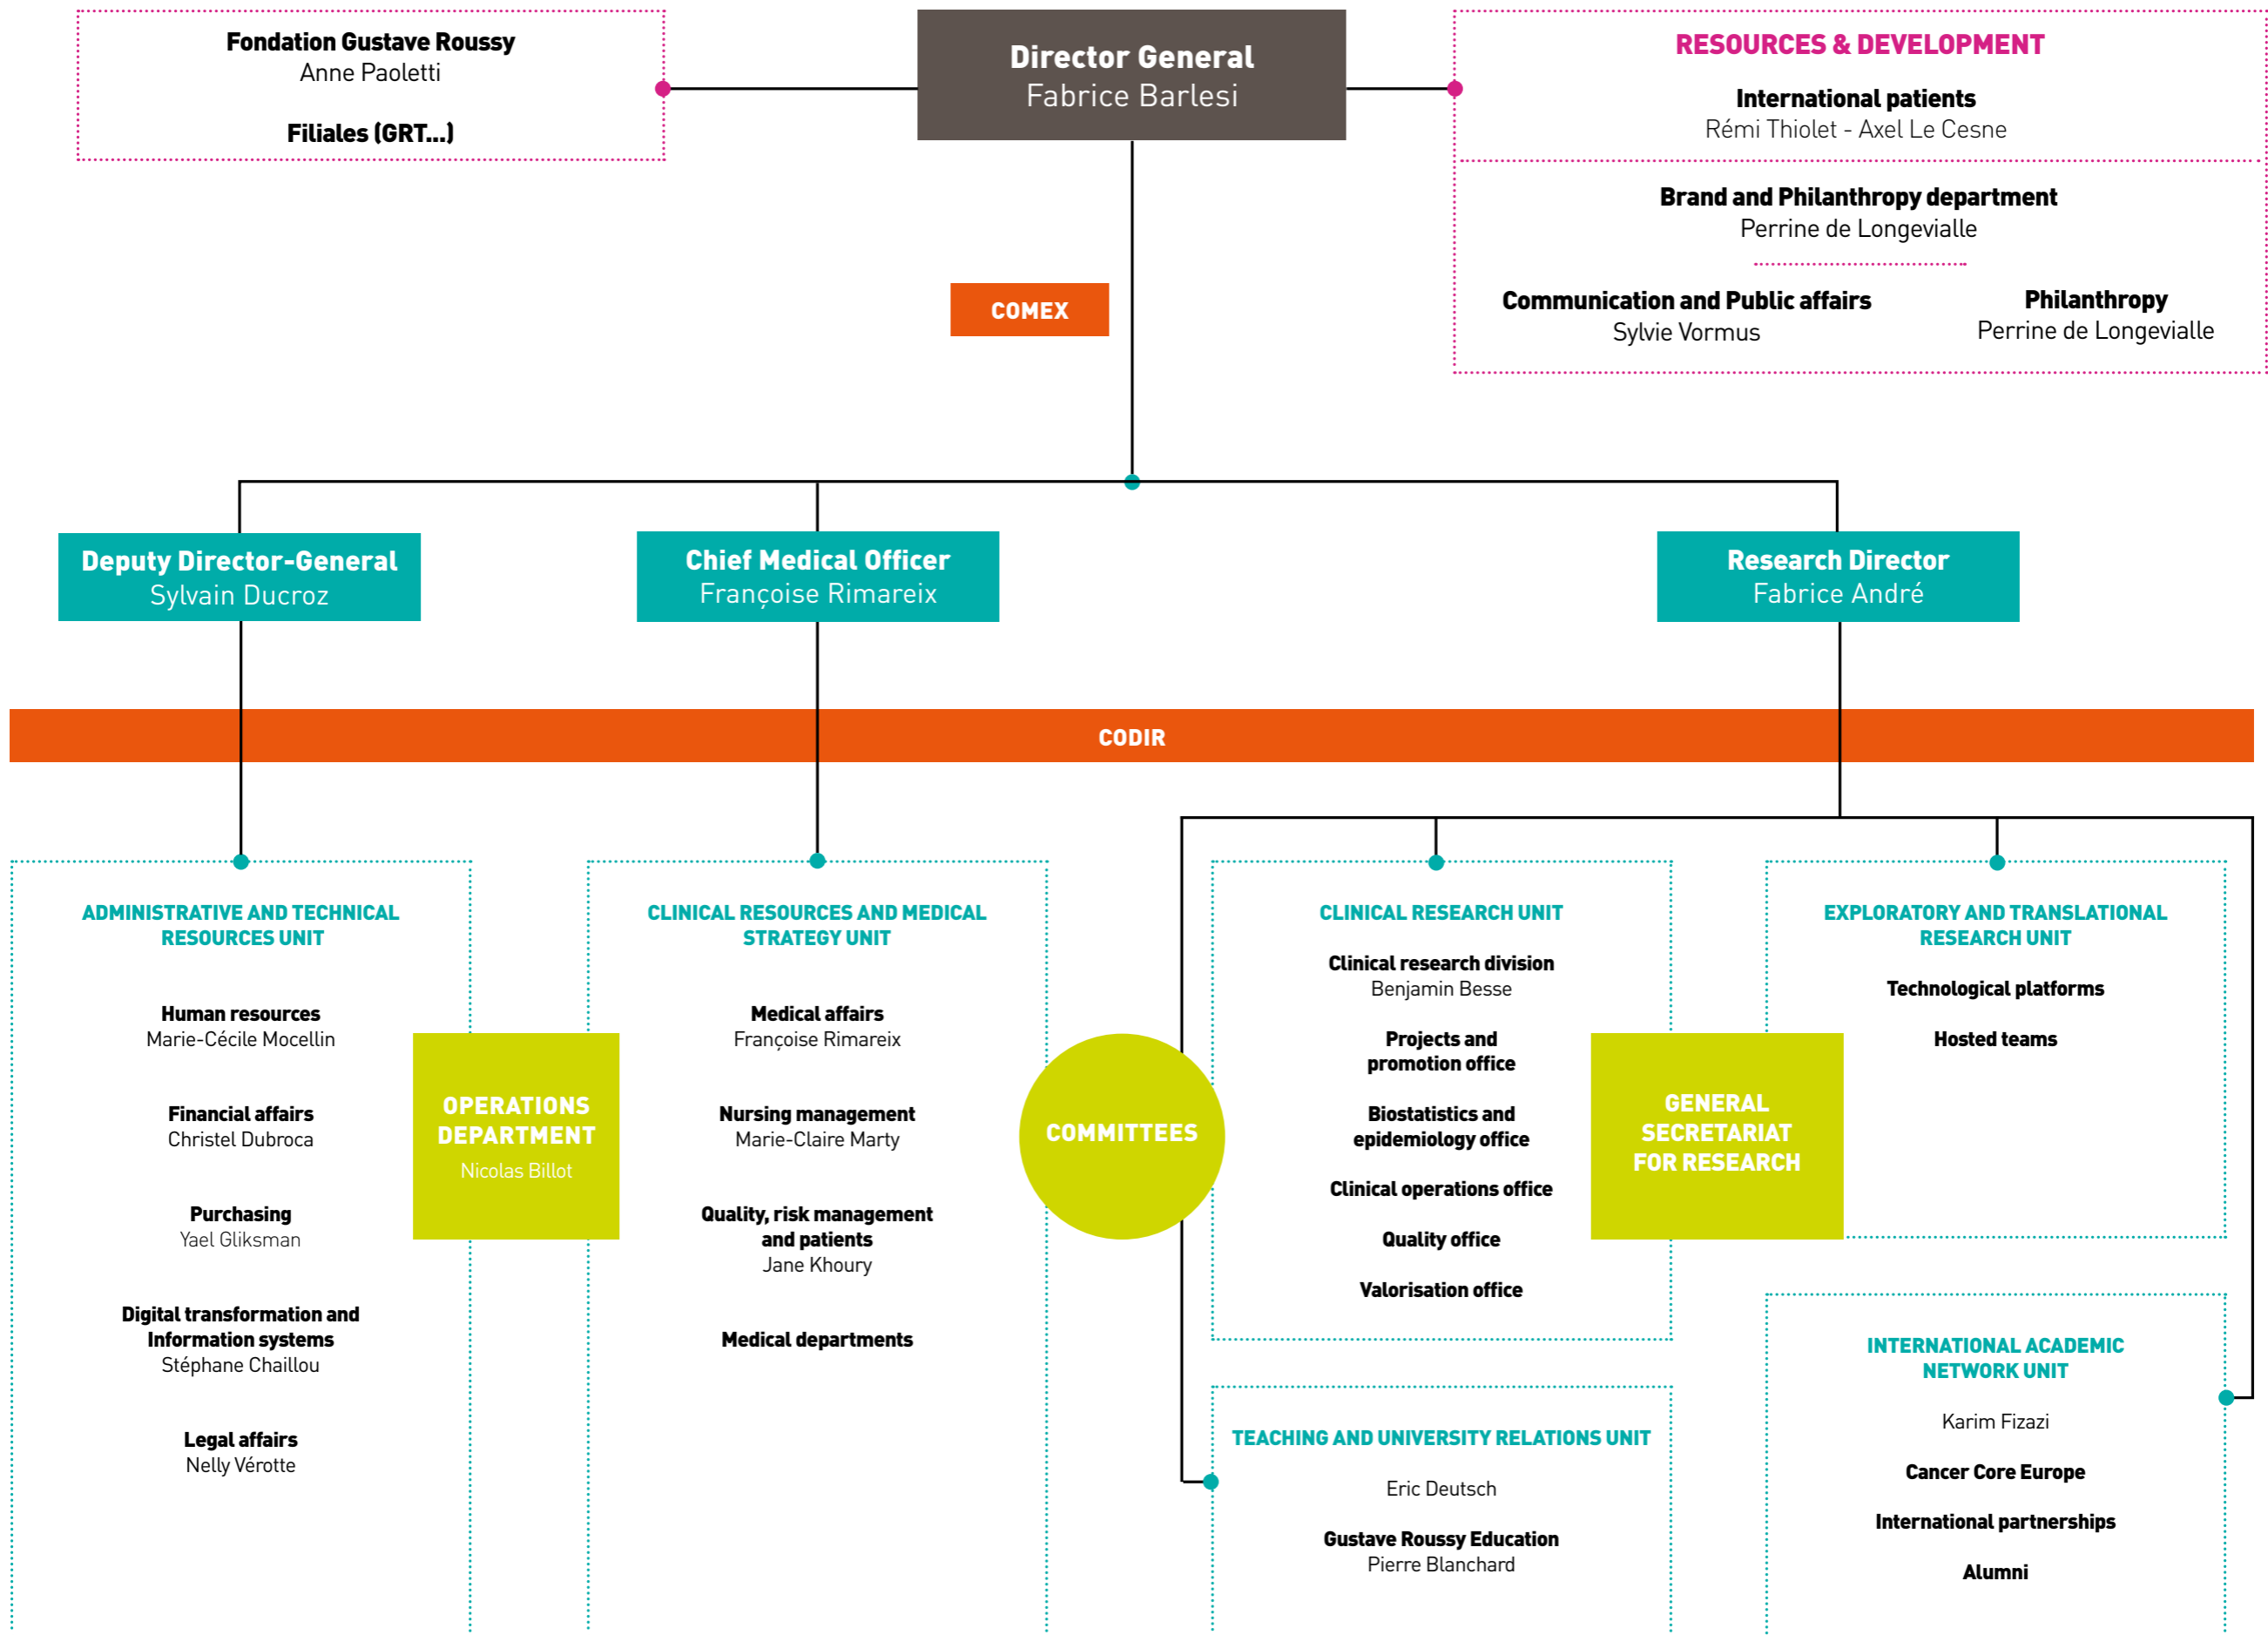 Fondation Gustave Roussy
Anne Paoletti
Filiales (GRT...)
Director General
Fabrice Barlesi
RESOURCES & DEVELOPMENT
International patients
Rémi Thiolet - Axel Le Cesne
Brand and Philanthropy department
Perrine de Longevialle
Communication and Public affairs
Sylvie Vormus
Philanthropy
Perrine de Longevialle
COMEX
Deputy Director-General
Sylvain Ducroz
Chief Medical Officer
Françoise Rimareix
Research Director
Fabrice André
CODIR
ADMINISTRATIVE AND TECHNICAL
RESOURCES UNIT
Human resources
Marie-Cécile Mocellin
Financial affairs
Christel Dubroca
Purchasing
Yael Gliksman
Digital transformation and
Information systems
Stéphane Chaillou
Legal affairs
Nelly Vérotte
OPERATIONS
DEPARTMENT
Nicolas Billot
CLINICAL RESOURCES AND MEDICAL
STRATEGY UNIT
Medical affairs
Françoise Rimareix
Nursing management
Marie-Claire Marty
Quality, risk management
and patients
Jane Khoury
Medical departments
COMMITTEES
CLINICAL RESEARCH UNIT
Clinical research division
Benjamin Besse
Projects and
promotion office
Biostatistics and
epidemiology office
Clinical operations office
Quality office
Valorisation office
GENERAL
SECRETARIAT
FOR RESEARCH
EXPLORATORY AND TRANSLATIONAL
RESEARCH UNIT
Technological platforms
Hosted teams
TEACHING AND UNIVERSITY RELATIONS UNIT
Eric Deutsch
Gustave Roussy Education
Pierre Blanchard
INTERNATIONAL ACADEMIC
NETWORK UNIT
Karim Fizazi
Cancer Core Europe
International partnerships
Alumni